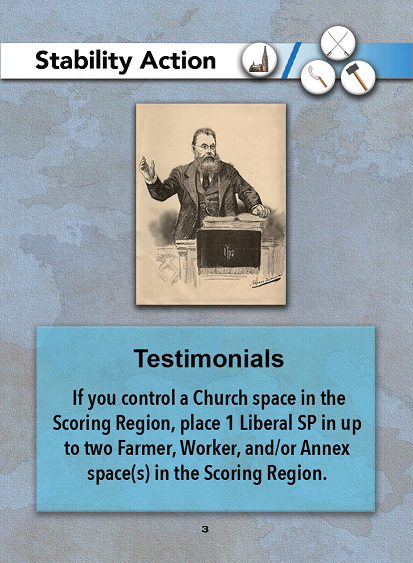 Stability Action
Testimonials
If you control a Church space in the
Scoring Region, place 1 Liberal SP in up
to two Farmer, Worker, and/or Annex
space(s) in the Scoring Region.
3